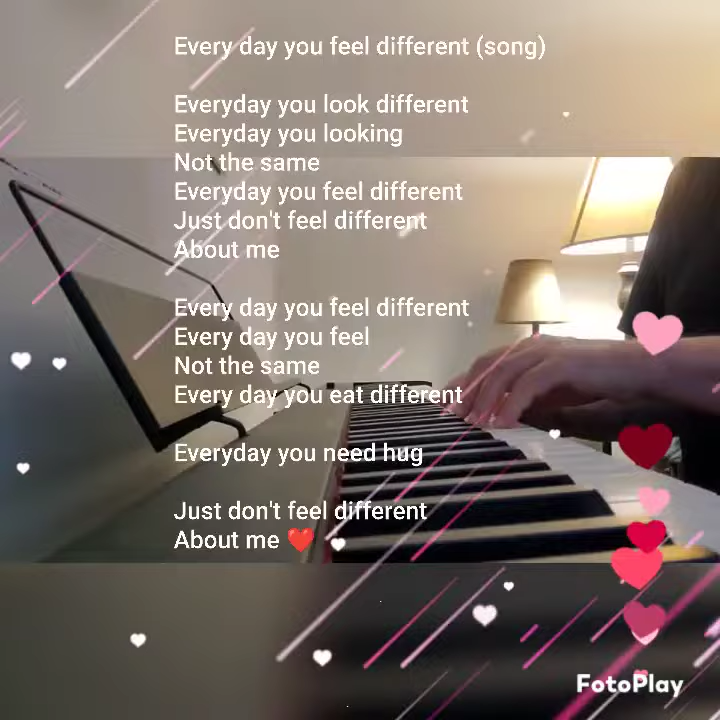 Every day you feel different (song)
Everyday you look different
Everyday you looking
Not the same
Everyday you feel different
Just don't feel different
About me
Every day you feel different
Every day you feel
Not the same
Every day you eat different
Everyday you need hug
Just don't feel different
About me ❤️
FotoPlay